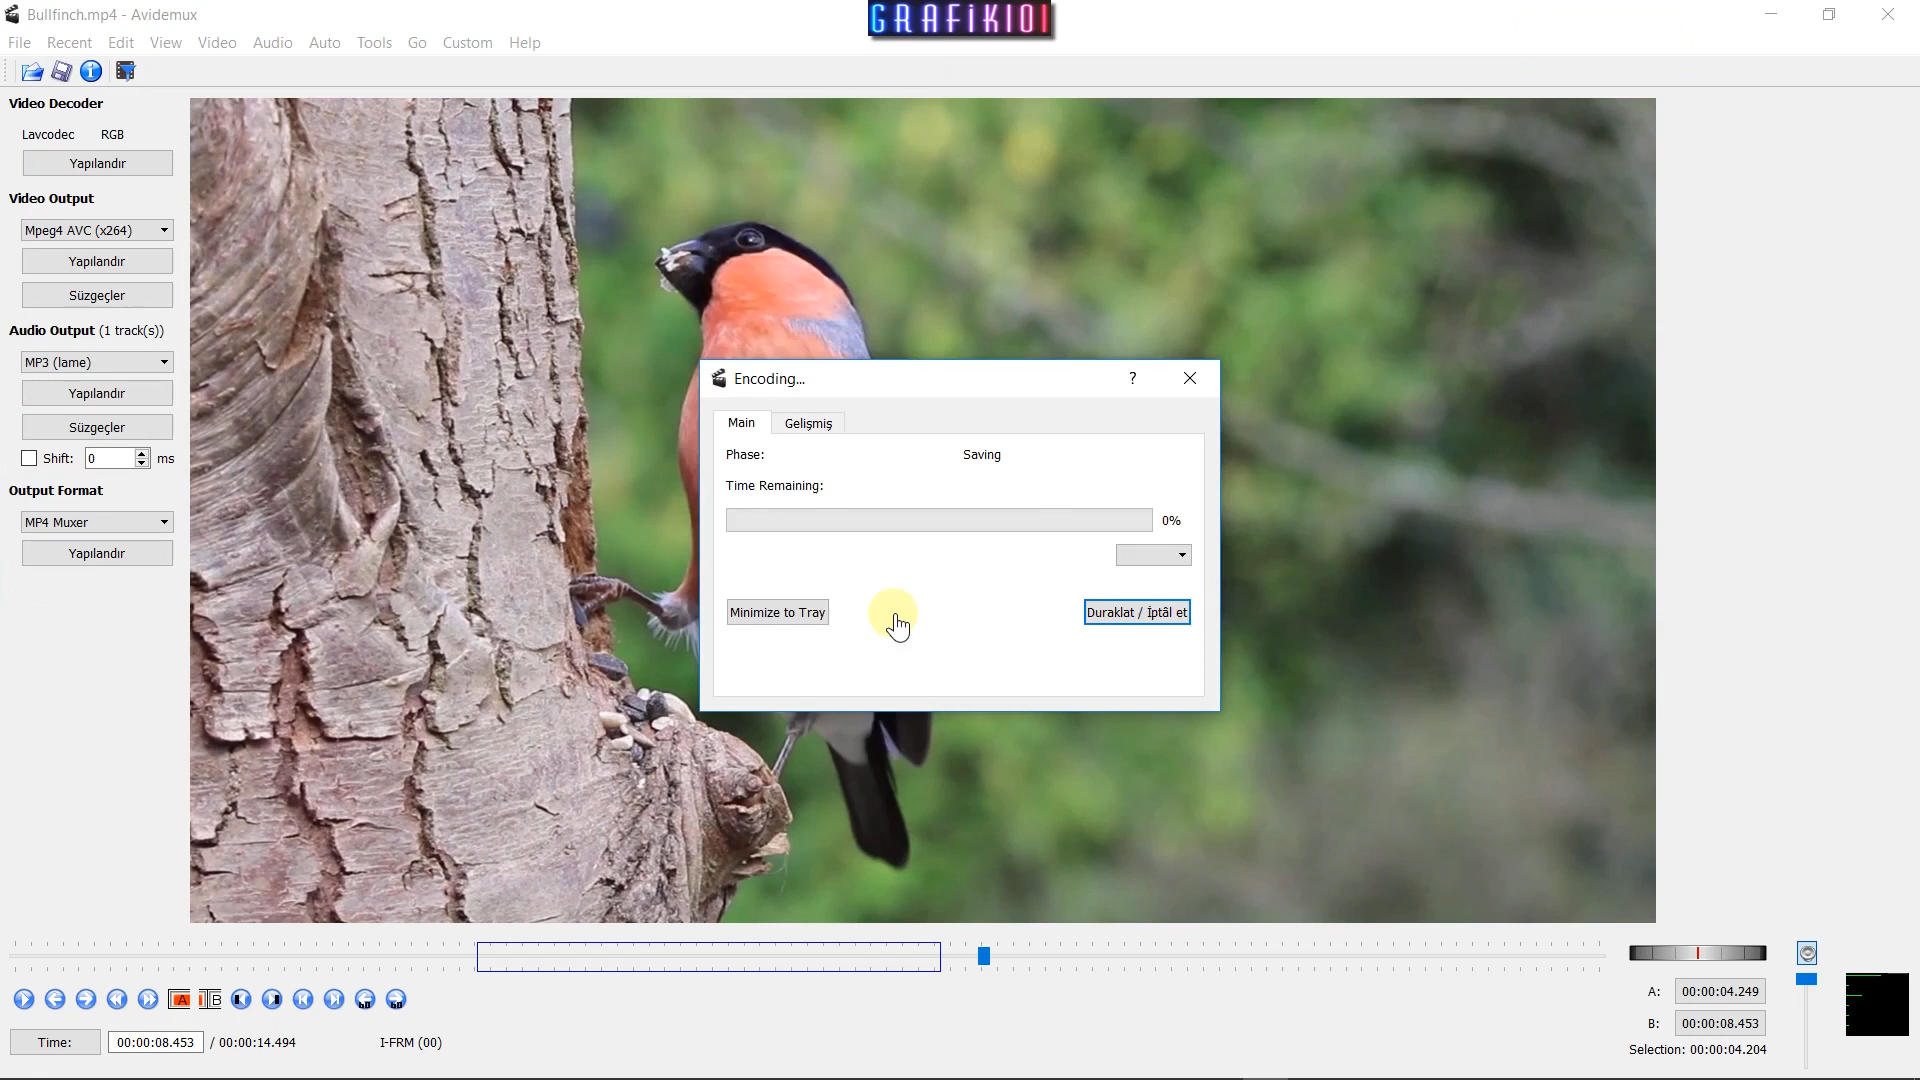 Bullfinch.mp4 - Avidemux
GRAFİK101
File Recent Edit View Video Audio Auto Tools Go Custom Help
Video Decoder
Lavcodec RGB
Yapılandır
Video Output
Mpeg4 AVC (x264)
Yapılandır
Süzgeçler
Audio Output (1 track(s))
MP3 (lame)
Yapılandır
Süzgeçler
Shift: 0 ms
Output Format
MP4 Muxer
Yapılandır
Encoding...
?
Main Gelişmiş
Phase: Saving
Time Remaining:
0%
Minimize to Tray Duraklat / İptâl et
A B
60 60
Time: 00:00:08.453 / 00:00:14.494 I-FRM (00)
A: 00:00:04.249
B: 00:00:08.453
Selection: 00:00:04.204